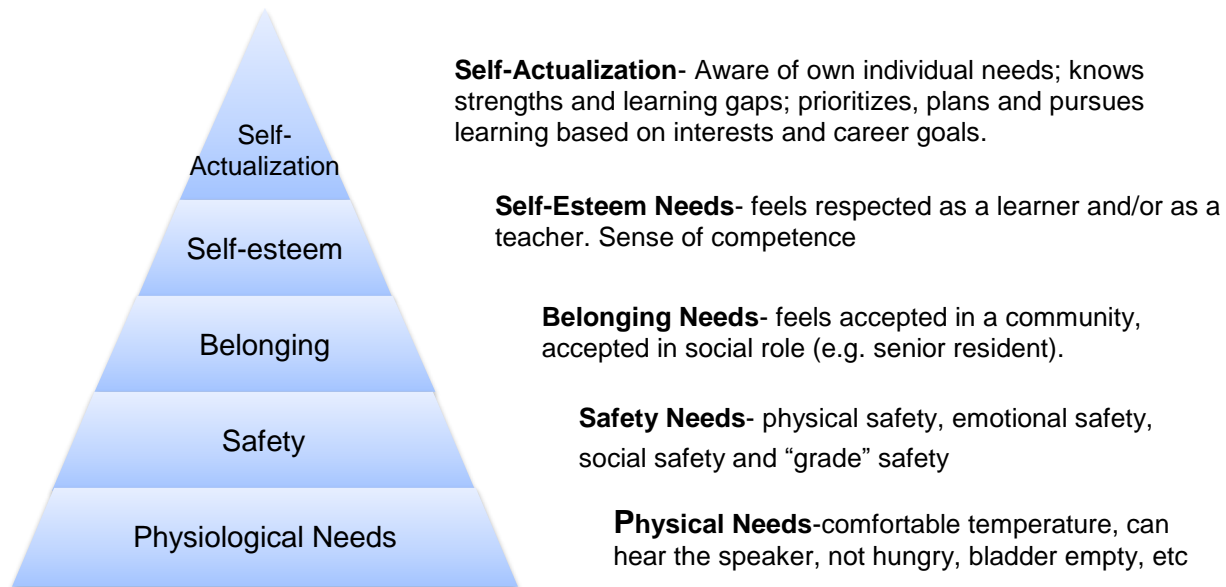 Self-Actualization- Aware of own individual needs; knows
strengths and learning gaps; prioritizes, plans and pursues
learning based on interests and career goals.
Self-
Actualization
Self-Esteem Needs- feels respected as a learner and/or as a
teacher. Sense of competence
Self-esteem
Belonging Needs- feels accepted in a community,
accepted in social role (e.g. senior resident).
Belonging
Safety Needs- physical safety, emotional safety,
social safety and “grade” safety
Safety
Physical Needs-comfortable temperature, can
hear the speaker, not hungry, bladder empty, etc
Physiological Needs